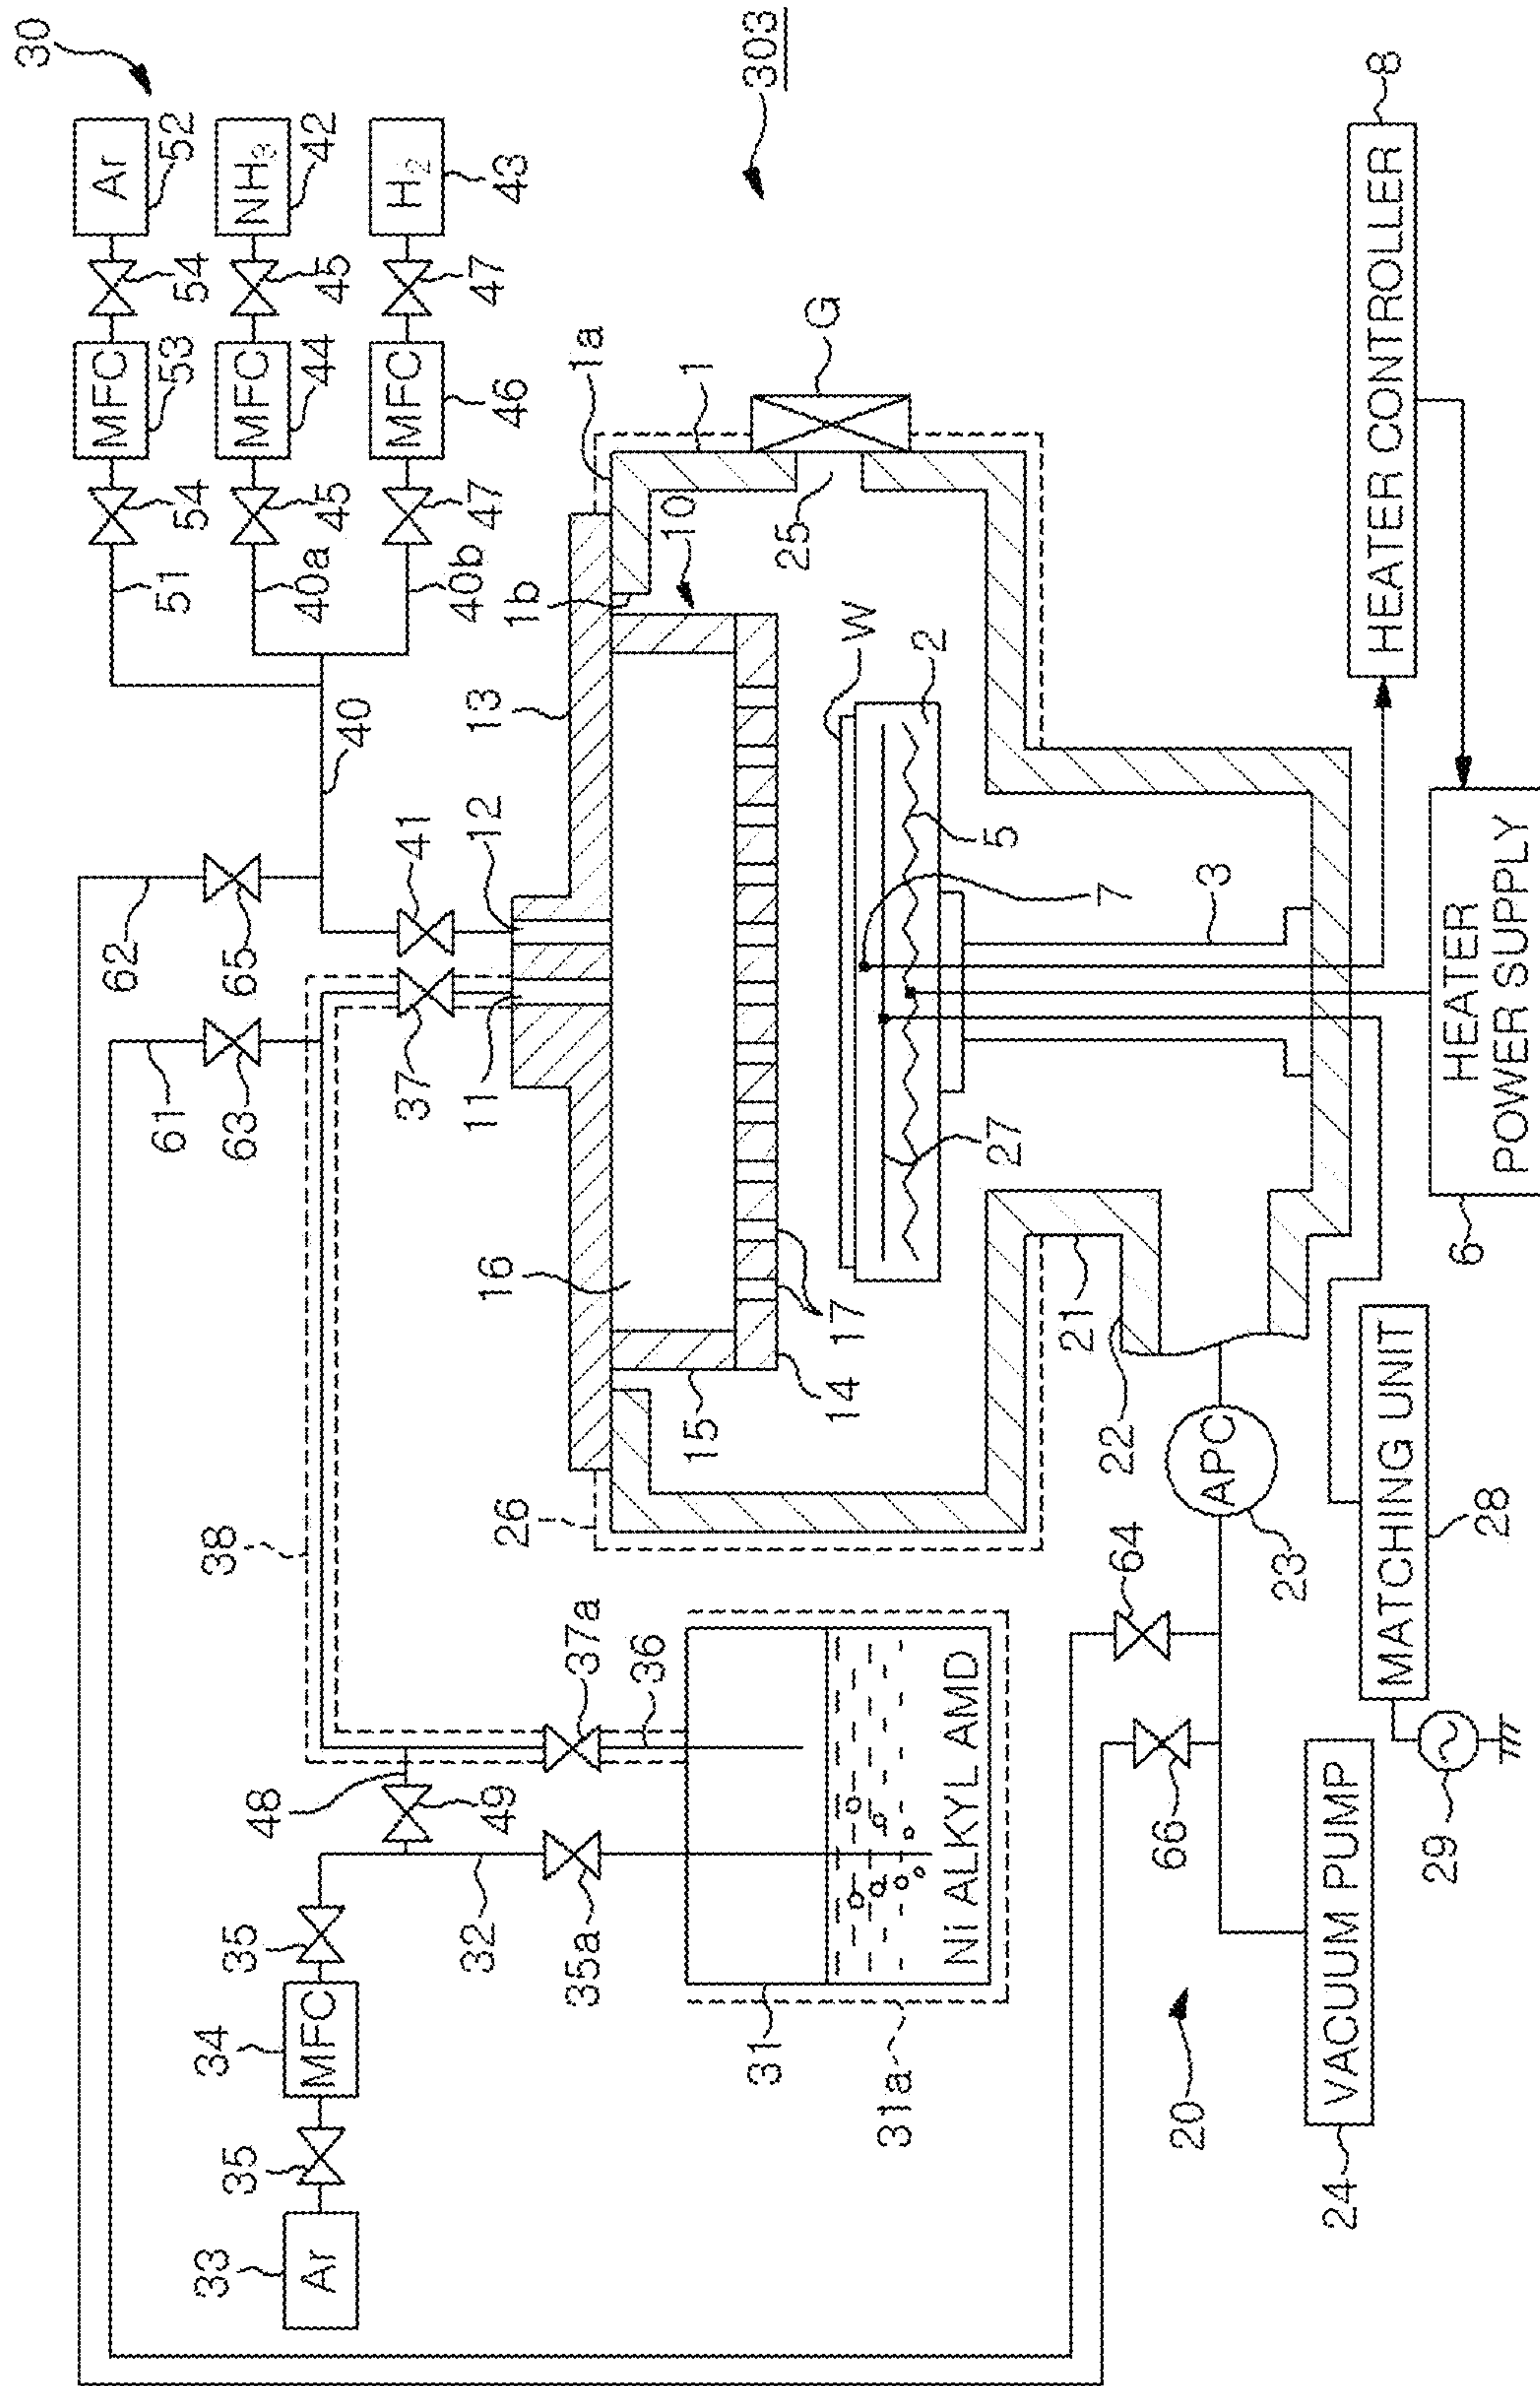 30
MFC Ar
62
61 51 54 53 54 52
33 35 34 35 38 63 65 MFC NH₃
48
Ar MFC 40a 45 44 45 42
40
37 41 MFC H₂
32 49 16 11 12 13 40b 47 46 47 43
26 1b
35a 37a 1a
36
15 10 1
31 303
25
G
14 17 W
31a 2
Ni ALKYL AMD
27 5
21
22 7
64
66
20 3
APC
23
24 VACUUM PUMP
HEATER CONTROLLER 8
MATCHING UNIT
29
28
6
HEATER
POWER SUPPLY